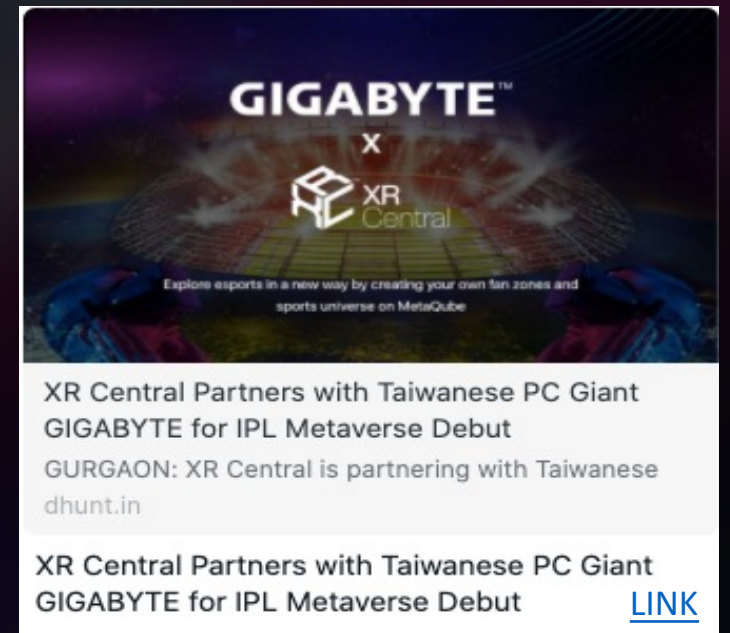 GIGABYTE™
X
XR
Central
Explore esports in a new way by creating your own fan zones and
sports universe on MetaQube
XR Central Partners with Taiwanese PC Giant
GIGABYTE for IPL Metaverse Debut
GURGAON: XR Central is partnering with Taiwanese
dhunt.in
XR Central Partners with Taiwanese PC Giant
GIGABYTE for IPL Metaverse Debut
LINK